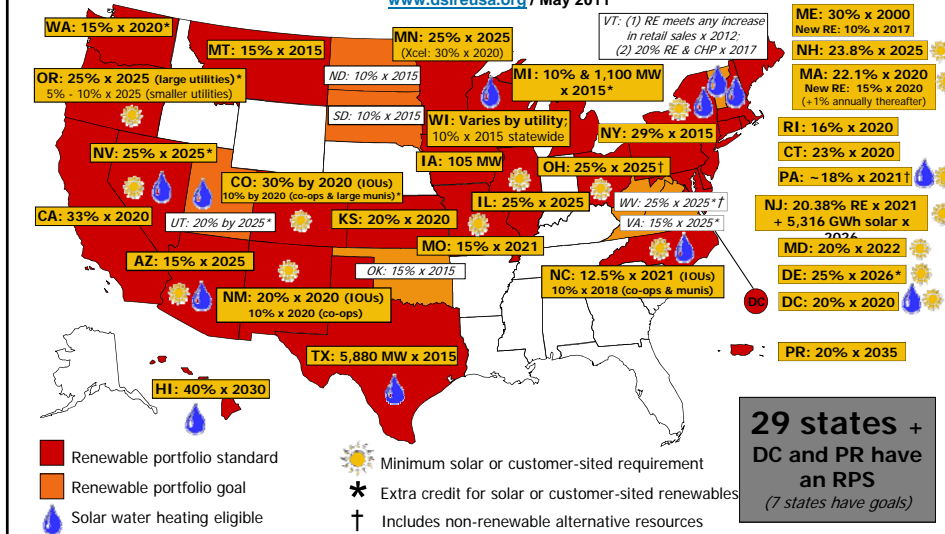 www.dsireusa.org / May 2011
WA: 15% x 2020*
MT: 15% x 2015
MN: 25% x 2025
(Xcel: 30% x 2020)
VT: (1) RE meets any increase
in retail sales x 2012;
(2) 20% RE & CHP x 2017
ME: 30% x 2000
New RE: 10% x 2017
NH: 23.8% x 2025
OR: 25% x 2025 (large utilities)*
5% - 10% x 2025 (smaller utilities)
ND: 10% x 2015
MI: 10% & 1,100 MW
x 2015*
MA: 22.1% x 2020
New RE: 15% x 2020
(+1% annually thereafter)
SD: 10% x 2015
WI: Varies by utility;
10% x 2015 statewide
NY: 29% x 2015
RI: 16% x 2020
CT: 23% x 2020
NV: 25% x 2025*
IA: 105 MW
OH: 25% x 2025†
PA: ~18% x 2021†
CO: 30% by 2020 (IOUs)
10% by 2020 (co-ops & large munis)*
IL: 25% x 2025
WV: 25% x 2025*†
VA: 15% x 2025*
NJ: 20.38% RE x 2021
+ 5,316 GWh solar x
2026
CA: 33% x 2020
UT: 20% by 2025*
KS: 20% x 2020
MO: 15% x 2021
MD: 20% x 2022
AZ: 15% x 2025
OK: 15% x 2015
NC: 12.5% x 2021 (IOUs)
10% x 2018 (co-ops & munis)
DE: 25% x 2026*
NM: 20% x 2020 (IOUs)
10% x 2020 (co-ops)
DC
DC: 20% x 2020
TX: 5,880 MW x 2015
PR: 20% x 2035
HI: 40% x 2030
29 states +
DC and PR have
an RPS
(7 states have goals)
Renewable portfolio standard
Renewable portfolio goal
Solar water heating eligible
Minimum solar or customer-sited requirement
* Extra credit for solar or customer-sited renewables
† Includes non-renewable alternative resources